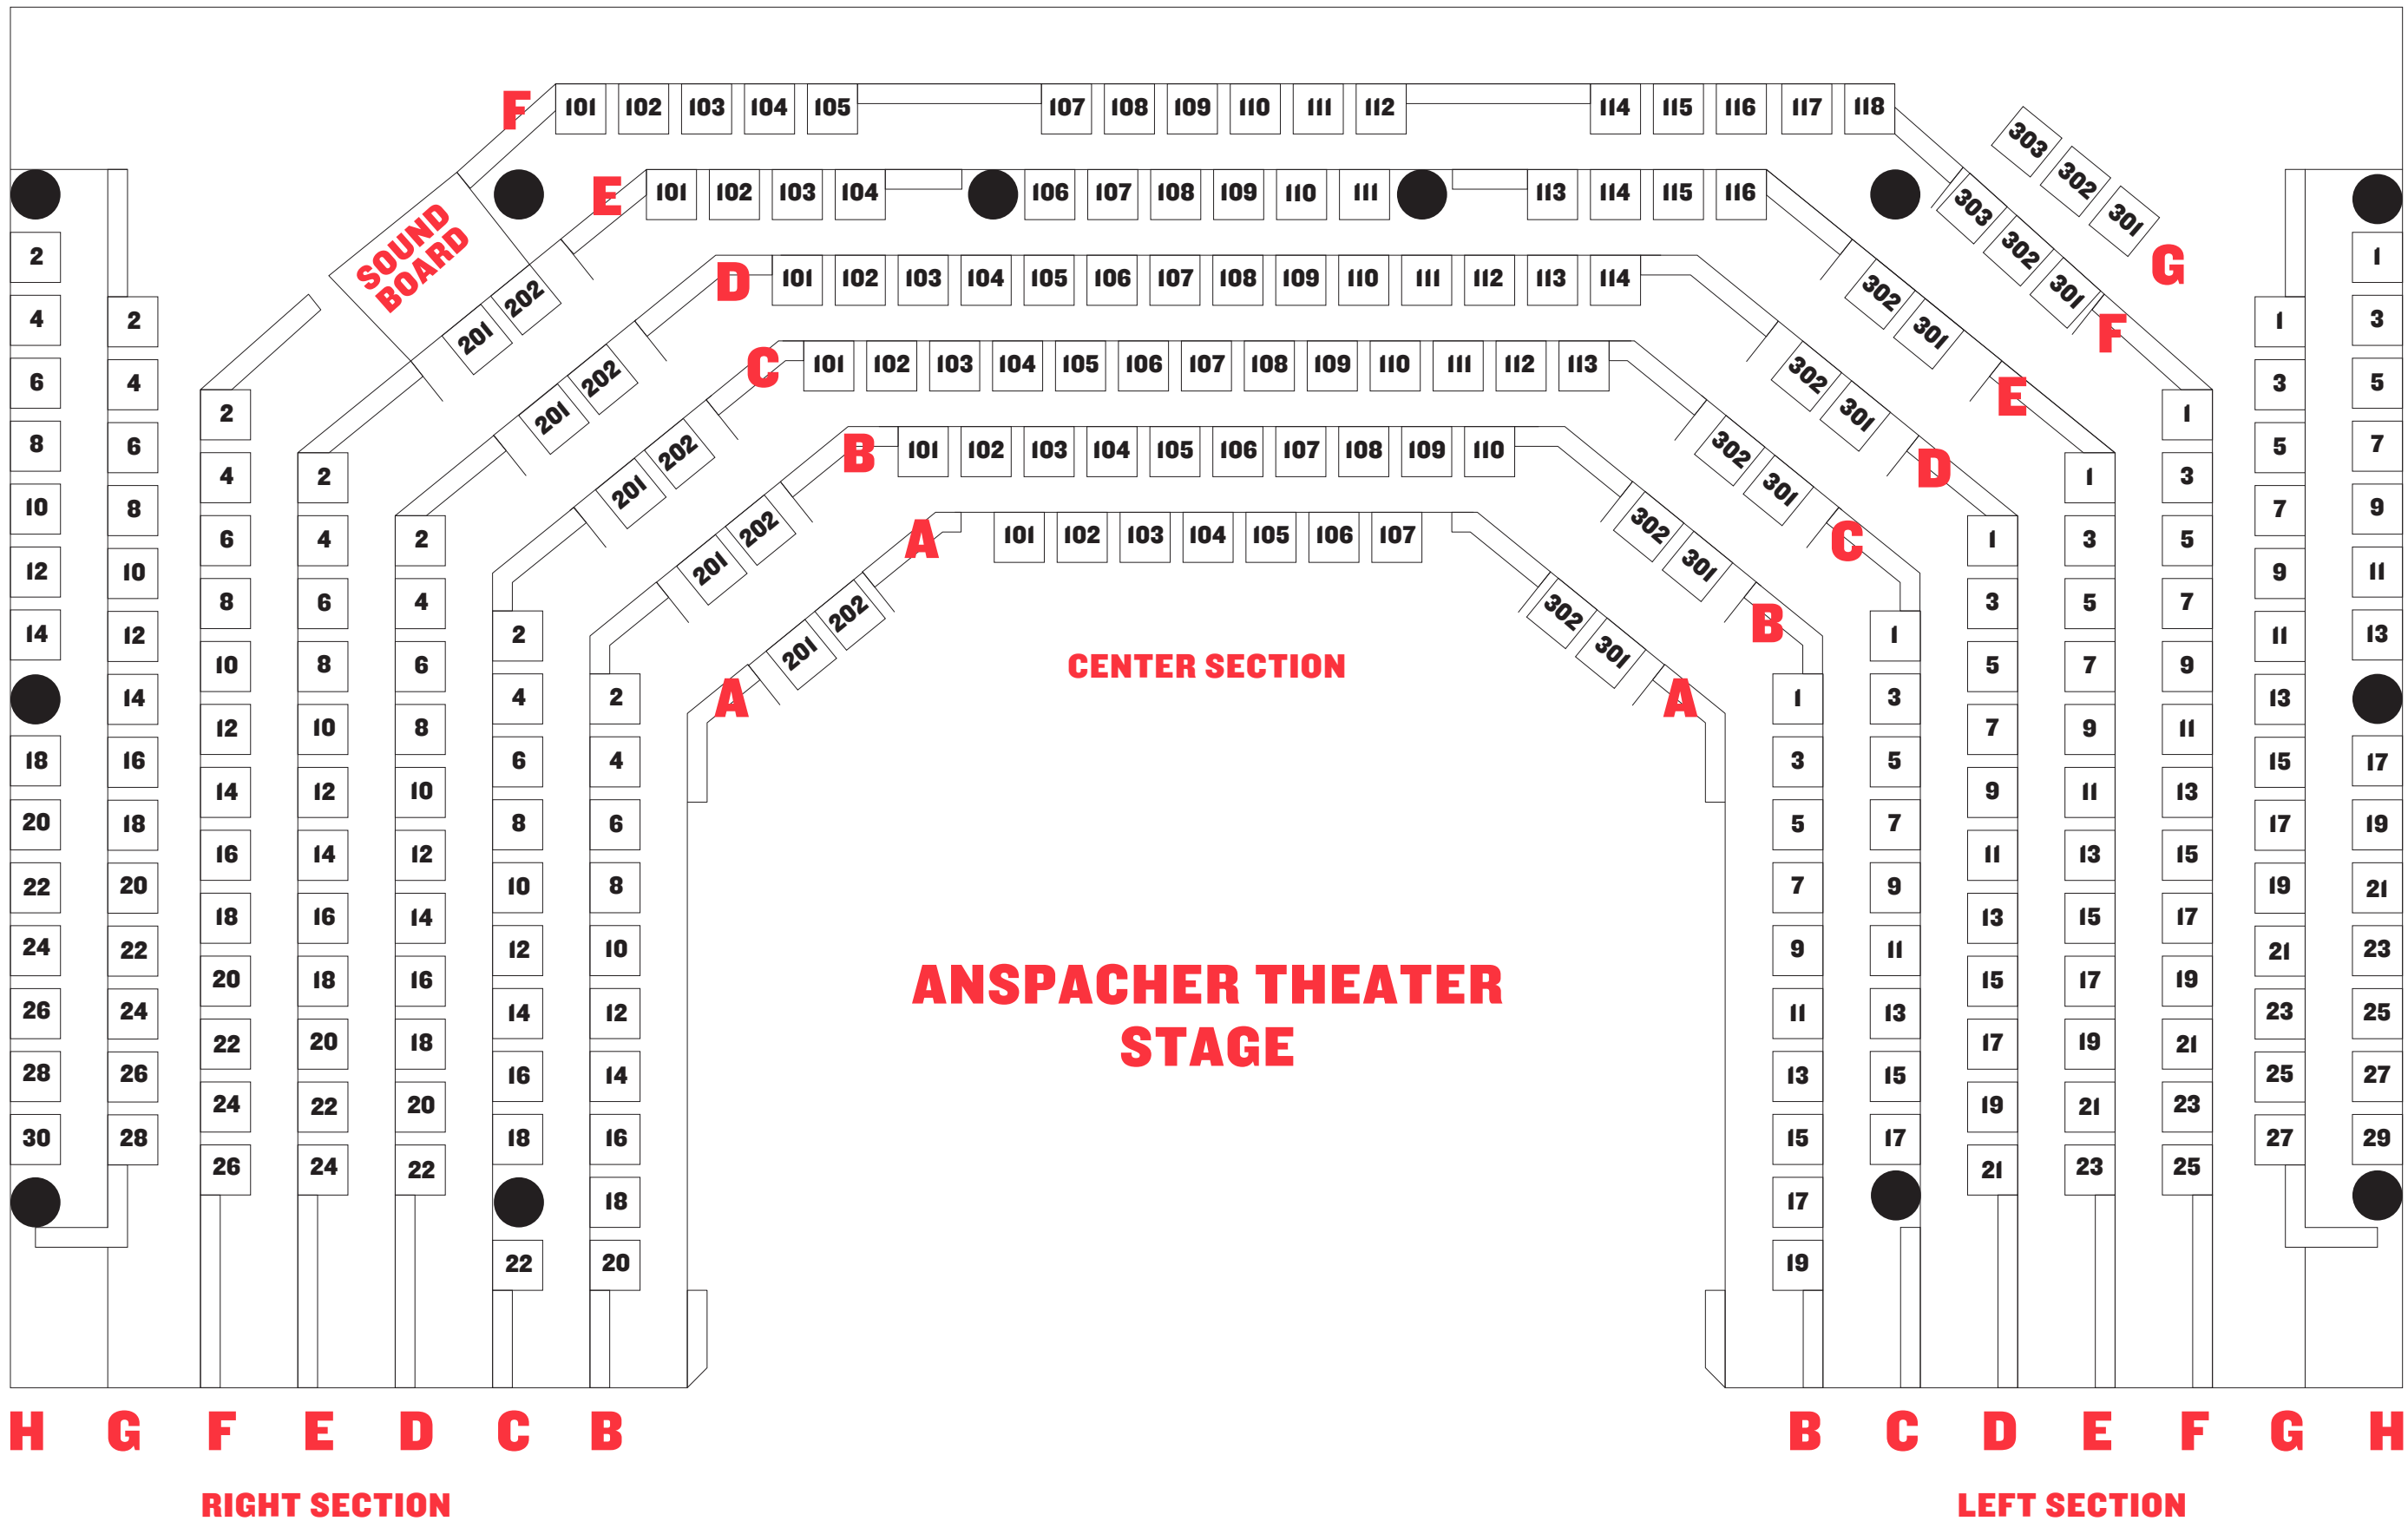 F 101 102 103 104 105 107 108 109 110 111 112 114 115 116 117 118
E 101 102 103 104 106 107 108 109 110 111 113 114 115 116
D 101 102 103 104 105 106 107 108 109 110 111 112 113 114
C 101 102 103 104 105 106 107 108 109 110 111 112 113
B 101 102 103 104 105 106 107 108 109 110
A 101 102 103 104 105 106 107
SOUND
BOARD
201 202
201 202
201 202
201 202
A 201 202
303 302 301 G
303 302 301 F
302 301 E
302 301 D
302 301 C
302 301 B
302 301 A
CENTER SECTION
ANSPACHER THEATER
STAGE
2 4 6 8 10 12 14 18 20 22 24 26 28 30 H
2 4 6 8 10 12 14 16 18 20 22 24 26 28 G
2 4 6 8 10 12 14 16 18 20 22 24 26 F
2 4 6 8 10 12 14 16 18 20 22 24 E
2 4 6 8 10 12 14 16 18 20 22 D
2 4 6 8 10 12 14 16 18 22 C
2 4 6 8 10 12 14 16 18 20 B
RIGHT SECTION
1 3 5 7 9 11 13 15 17 19 B
1 3 5 7 9 11 13 15 17 C
1 3 5 7 9 11 13 15 17 19 21 D
1 3 5 7 9 11 13 15 17 19 21 23 E
1 3 5 7 9 11 13 15 17 19 21 23 25 F
1 3 5 7 9 11 13 15 17 19 21 23 25 27 G
1 3 5 7 9 11 13 17 19 21 23 25 27 29 H
LEFT SECTION